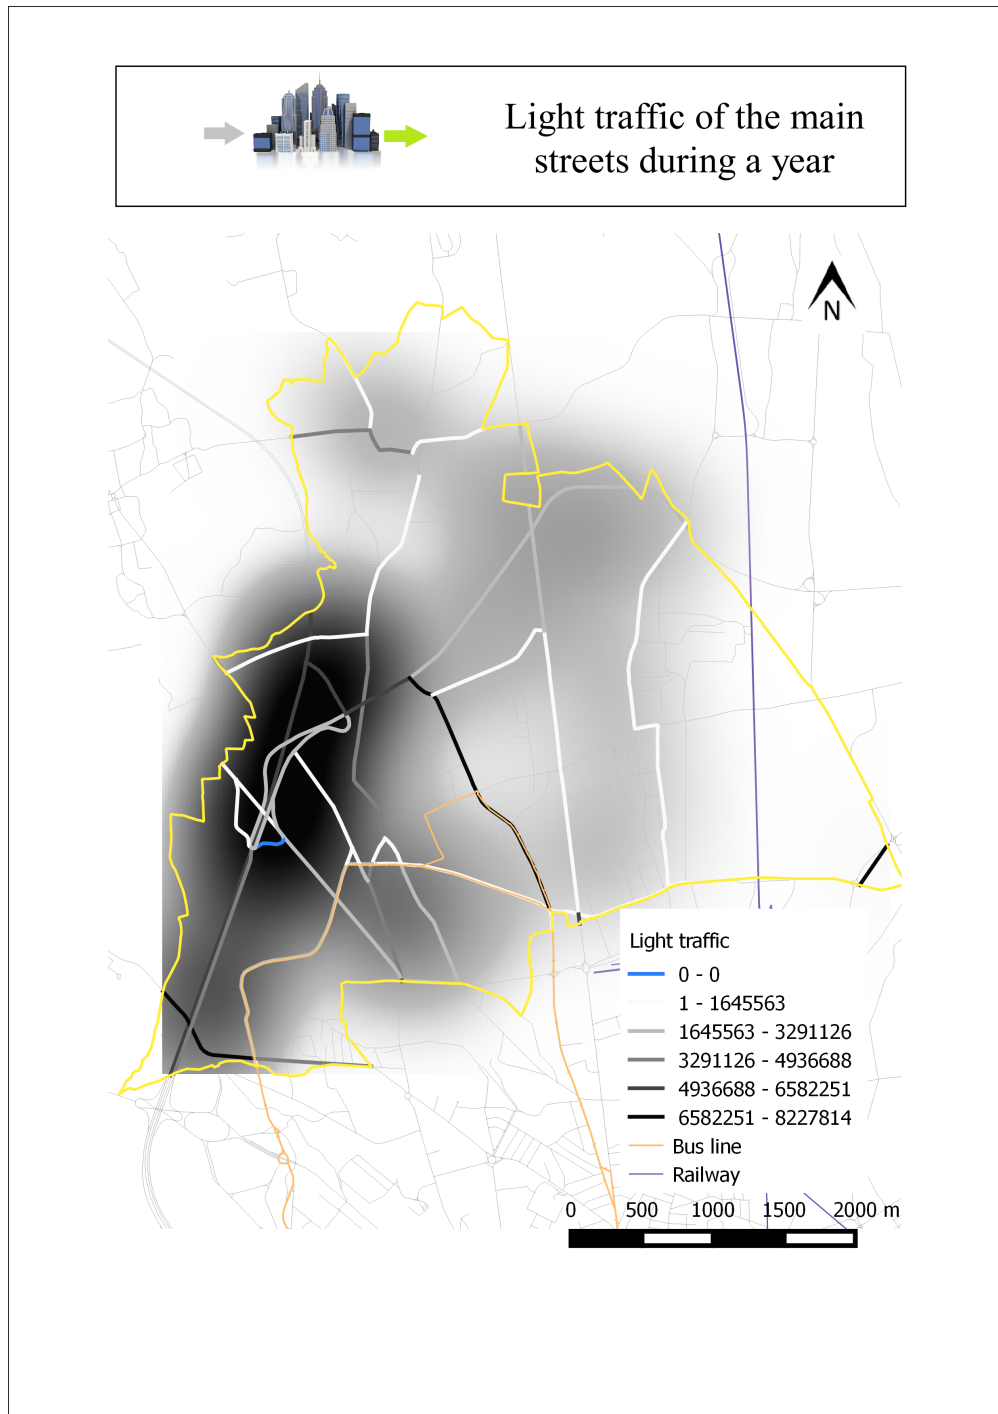 Light traffic of the main
streets during a year
N
Light traffic
0 - 0
1 - 1645563
1645563 - 3291126
3291126 - 4936688
4936688 - 6582251
6582251 - 8227814
Bus line
Railway
0 500 1000 1500 2000 m